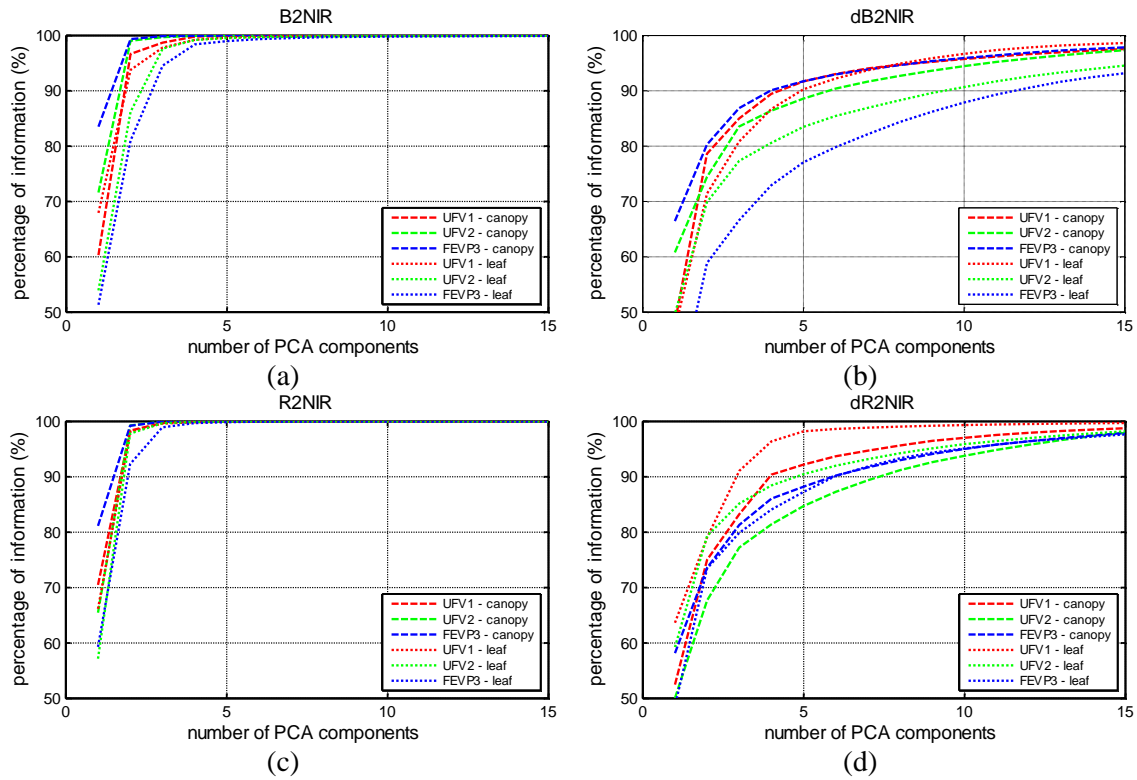 B2NIR
percentage of information (%)
100
90
80
70
60
50
0
5
10
15
UFV1 - canopy
UFV2 - canopy
FEVP3 - canopy
UFV1 - leaf
UFV2 - leaf
FEVP3 - leaf
number of PCA components
(a)
dB2NIR
percentage of information (%)
100
90
80
70
60
50
0
5
10
15
UFV1 - canopy
UFV2 - canopy
FEVP3 - canopy
UFV1 - leaf
UFV2 - leaf
FEVP3 - leaf
number of PCA components
(b)
R2NIR
percentage of information (%)
100
90
80
70
60
50
0
5
10
15
UFV1 - canopy
UFV2 - canopy
FEVP3 - canopy
UFV1 - leaf
UFV2 - leaf
FEVP3 - leaf
number of PCA components
(c)
dR2NIR
percentage of information (%)
100
90
80
70
60
50
0
5
10
15
UFV1 - canopy
UFV2 - canopy
FEVP3 - canopy
UFV1 - leaf
UFV2 - leaf
FEVP3 - leaf
number of PCA components
(d)